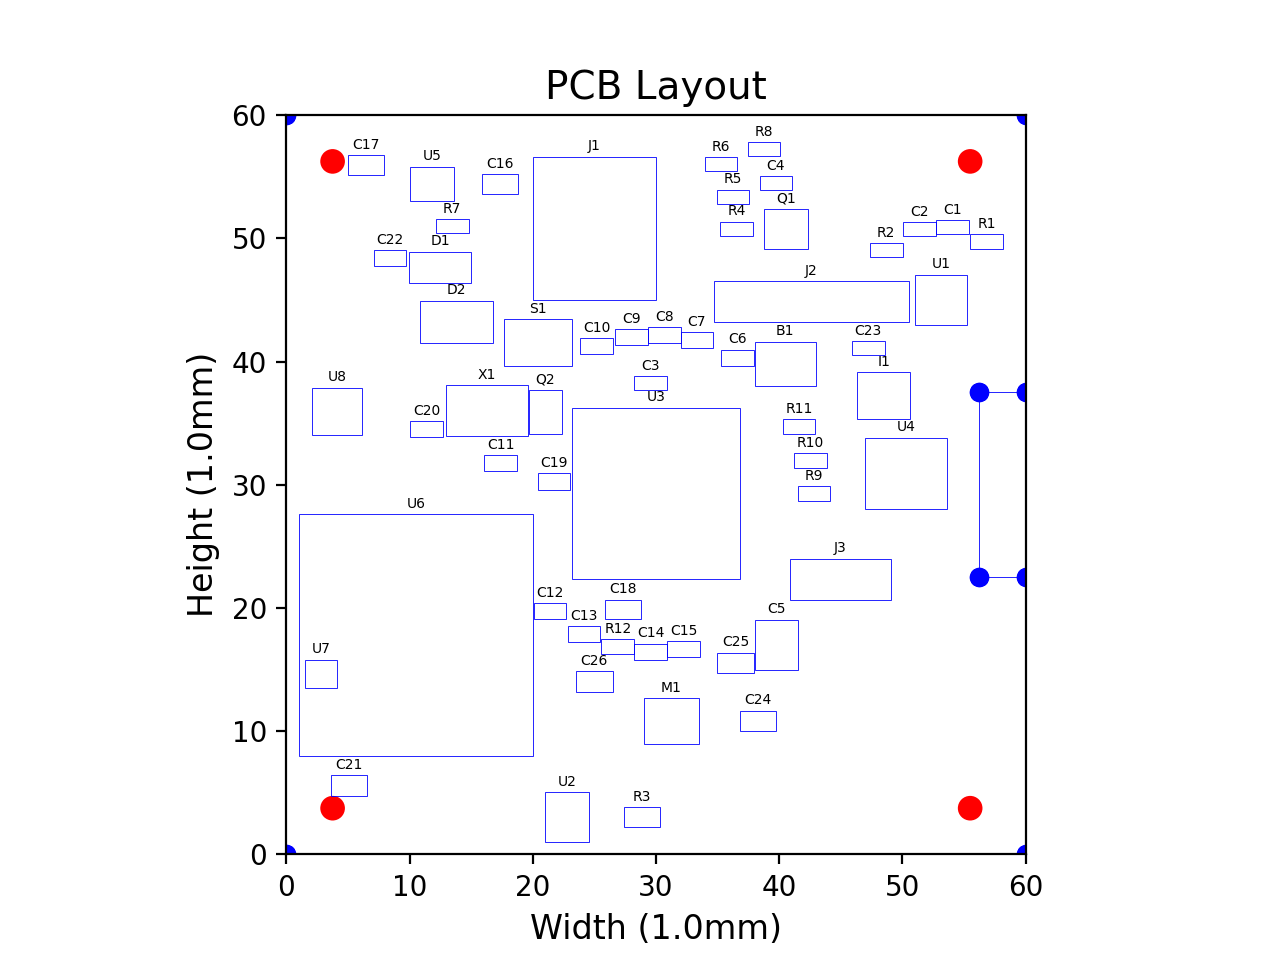 PCB Layout
60
R8
C17
R6
J1
U5
C16
C4
R5
Q1
R7
R4
C2
C1
R1
50
C22
D1
R2
J2
U1
D2
S1
C10
C9
C8
C7
C6
B1
C23
40
U8
X1
Q2
C3
U3
I1
C20
R11
U4
C11
R10
C19
R9
30
U6
J3
C12
C18
20
C13
R12
C14
C15
C5
C25
U7
C26
M1
C24
10
C21
U2
R3
0
Height (1.0mm)
0 10 20 30 40 50 60
Width (1.0mm)